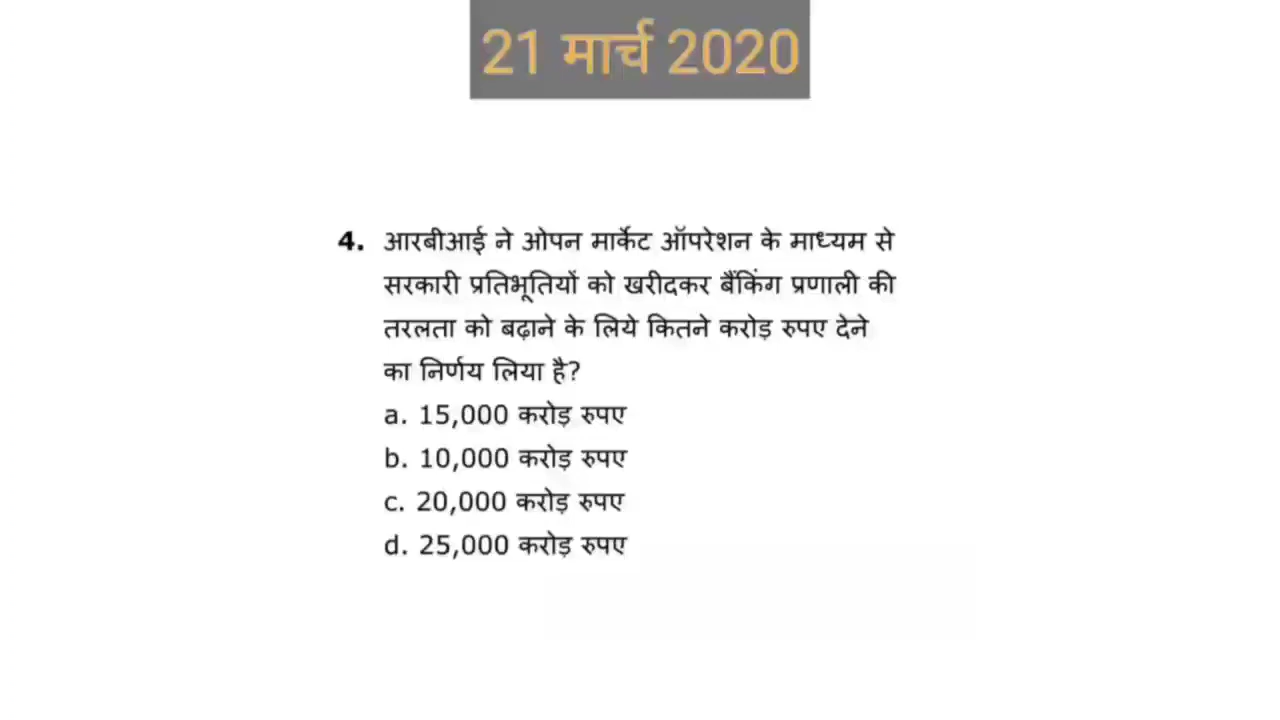 21 मार्च 2020
4. आरबीआई ने ओपन मार्केट ऑपरेशन के माध्यम से
सरकारी प्रतिभूतियों को खरीदकर बैंकिंग प्रणाली की
तरलता को बढ़ाने के लिये कितने करोड़ रुपए देने
का निर्णय लिया है?
a. 15,000 करोड़ रुपए
b. 10,000 करोड़ रुपए
c. 20,000 करोड़ रुपए
d. 25,000 करोड़ रुपए